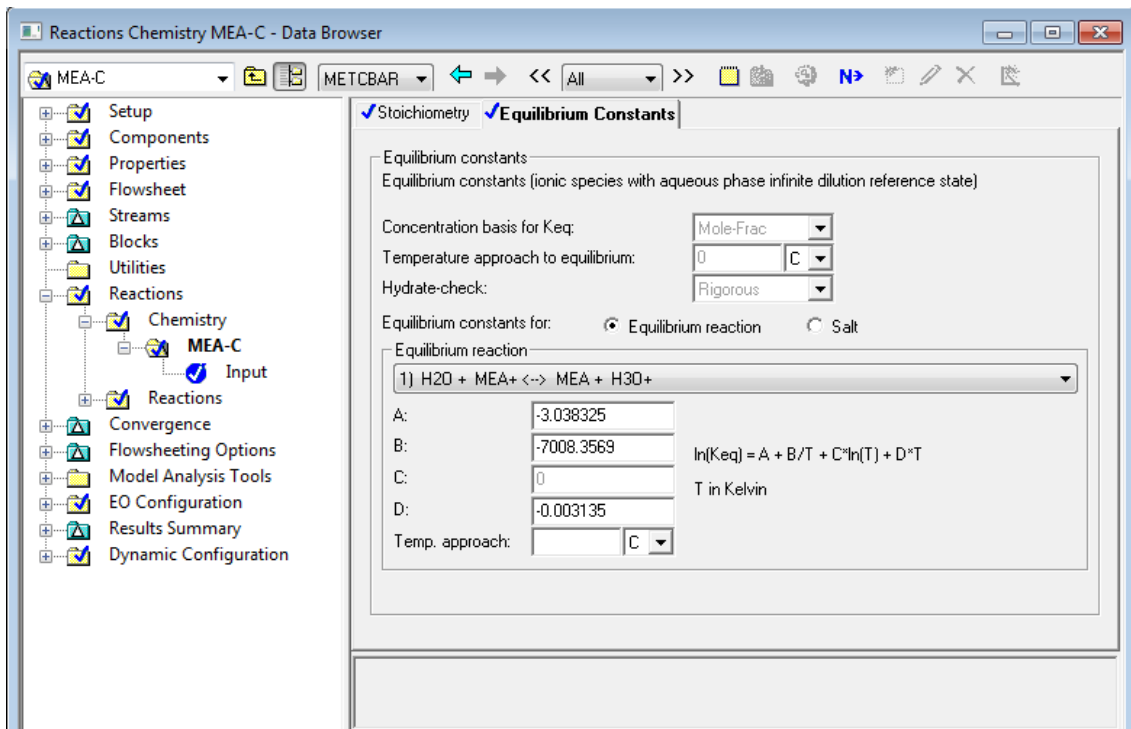 Reactions Chemistry MEA-C - Data Browser
MEA-C METCBAR << All >> N
Setup
Components
Properties
Flowsheet
Streams
Blocks
Utilities
Reactions
Chemistry
MEA-C
Input
Reactions
Convergence
Flowsheeting Options
Model Analysis Tools
EO Configuration
Results Summary
Dynamic Configuration
Stoichiometry Equilibrium Constants
Equilibrium constants
Equilibrium constants (ionic species with aqueous phase infinite dilution reference state)
Concentration basis for Keq: Mole-Frac
Temperature approach to equilibrium: 0 C
Hydrate-check: Rigorous
Equilibrium constants for: Equilibrium reaction Salt
Equilibrium reaction
1) H2O + MEA+ <--> MEA + H3O+
A: -3.038325
B: -7008.3569
ln(Keq) = A + B/T + C*ln(T) + D*T
C: 0
T in Kelvin
D: -0.003135
Temp. approach: C